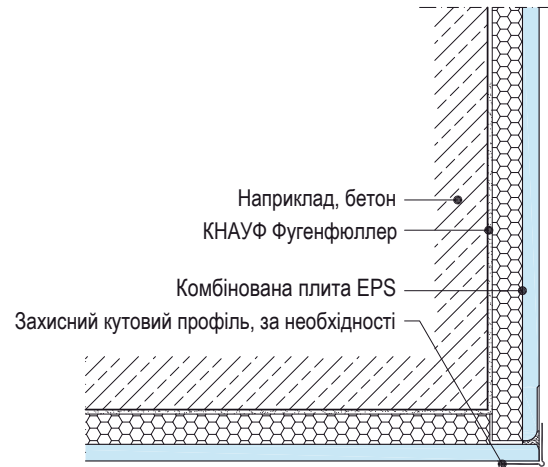 Наприклад, бетон
КНАУФ Фугенфюллер
Комбінована плита EPS
Захисний кутовий профіль, за необхідності